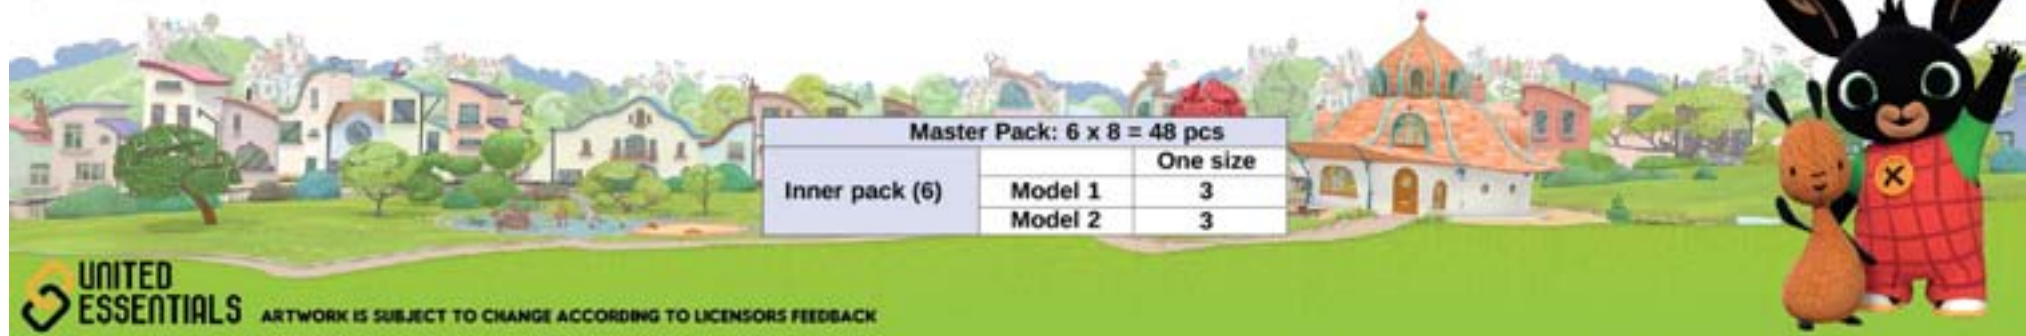 Master Pack: 6 x 8 = 48 pcs
One size
Inner pack (6)
Model 1 3
Model 2 3
UNITED
ESSENTIALS
ARTWORK IS SUBJECT TO CHANGE ACCORDING TO LICENSORS FEEDBACK